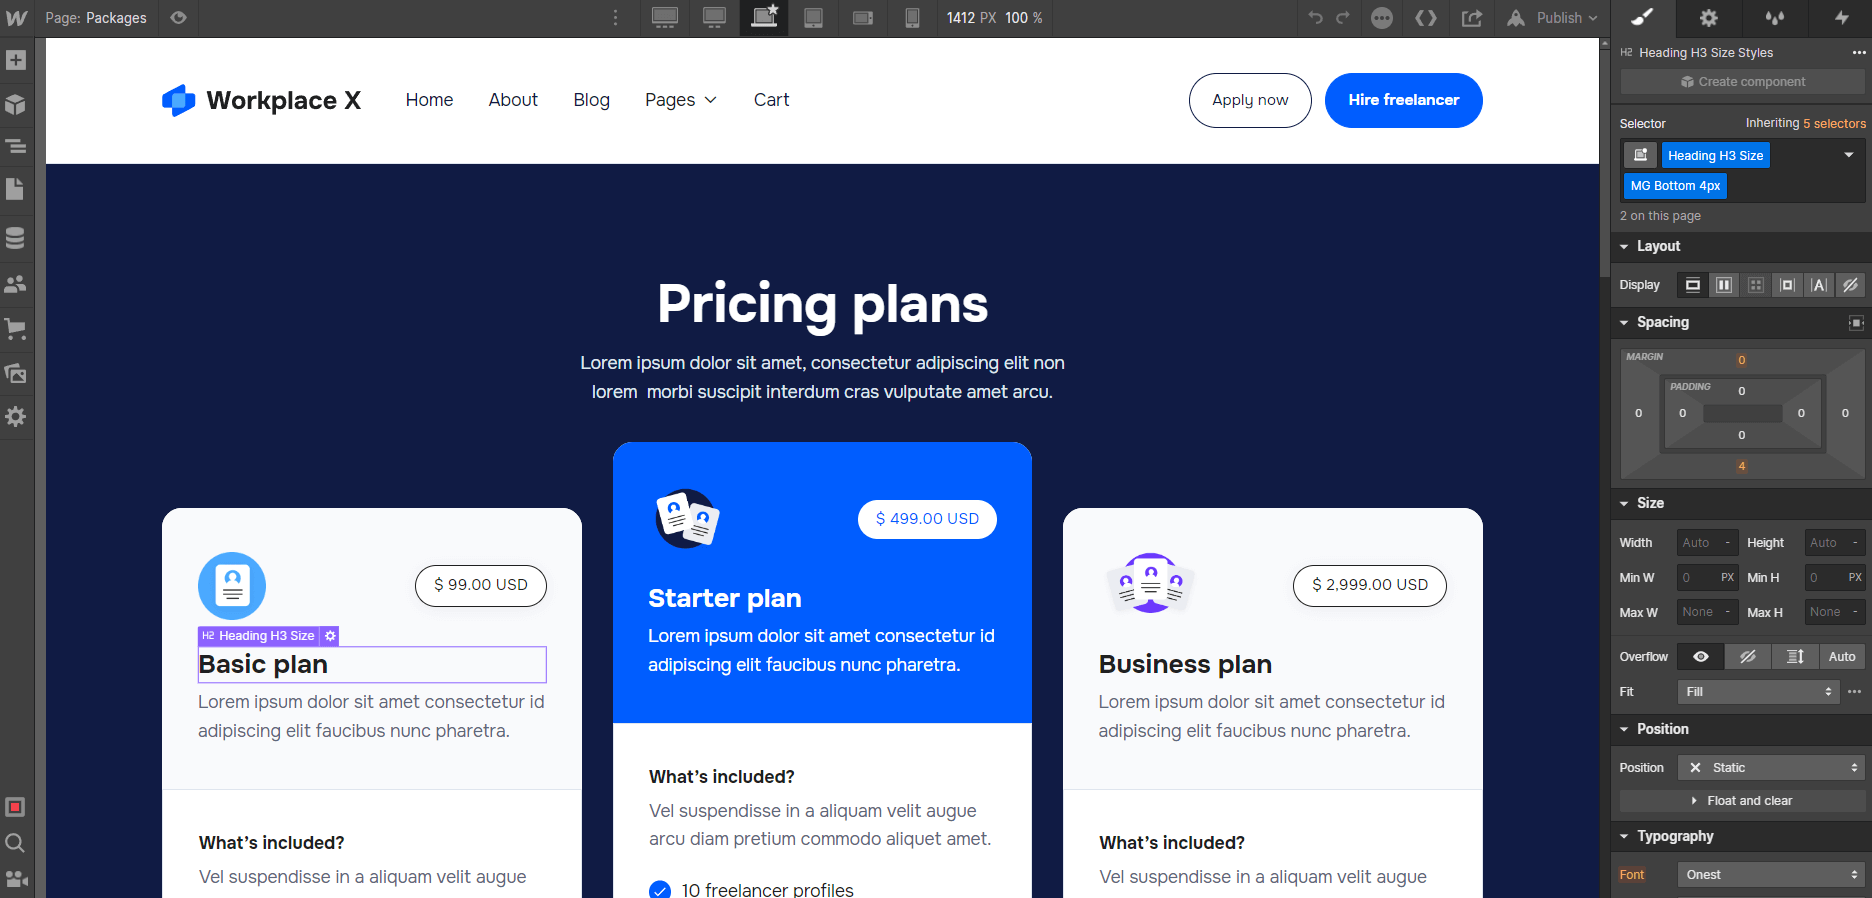 Page: Packages
1412 PX 100 %
Publish
H2 Heading H3 Size Styles
Create component
Workplace X
Home
About
Blog
Pages
Cart
Apply now
Hire freelancer
Selector
Inheriting 5 selectors
Heading H3 Size
MG Bottom 4px
2 on this page
Layout
Display
Spacing
MARGIN
0
PADDING
0
0
0
0
0
0
4
Pricing plans
Lorem ipsum dolor sit amet, consectetur adipiscing elit non
lorem  morbi suscipit interdum cras vulputate amet arcu.
$ 99.00 USD
H2 Heading H3 Size
Basic plan
Lorem ipsum dolor sit amet consectetur id
adipiscing elit faucibus nunc pharetra.
What's included?
Vel suspendisse in a aliquam velit augue
$ 499.00 USD
Starter plan
Lorem ipsum dolor sit amet consectetur id
adipiscing elit faucibus nunc pharetra.
What's included?
Vel suspendisse in a aliquam velit augue
arcu diam pretium commodo aliquet amet.
10 freelancer profiles
$ 2,999.00 USD
Business plan
Lorem ipsum dolor sit amet consectetur id
adipiscing elit faucibus nunc pharetra.
What's included?
Vel suspendisse in a aliquam velit augue
Size
Width Auto - Height Auto -
Min W 0 PX Min H 0 PX
Max W None - Max H None -
Overflow Auto
Fit Fill
Position
Position Static
Float and clear
Typography
Font Onest